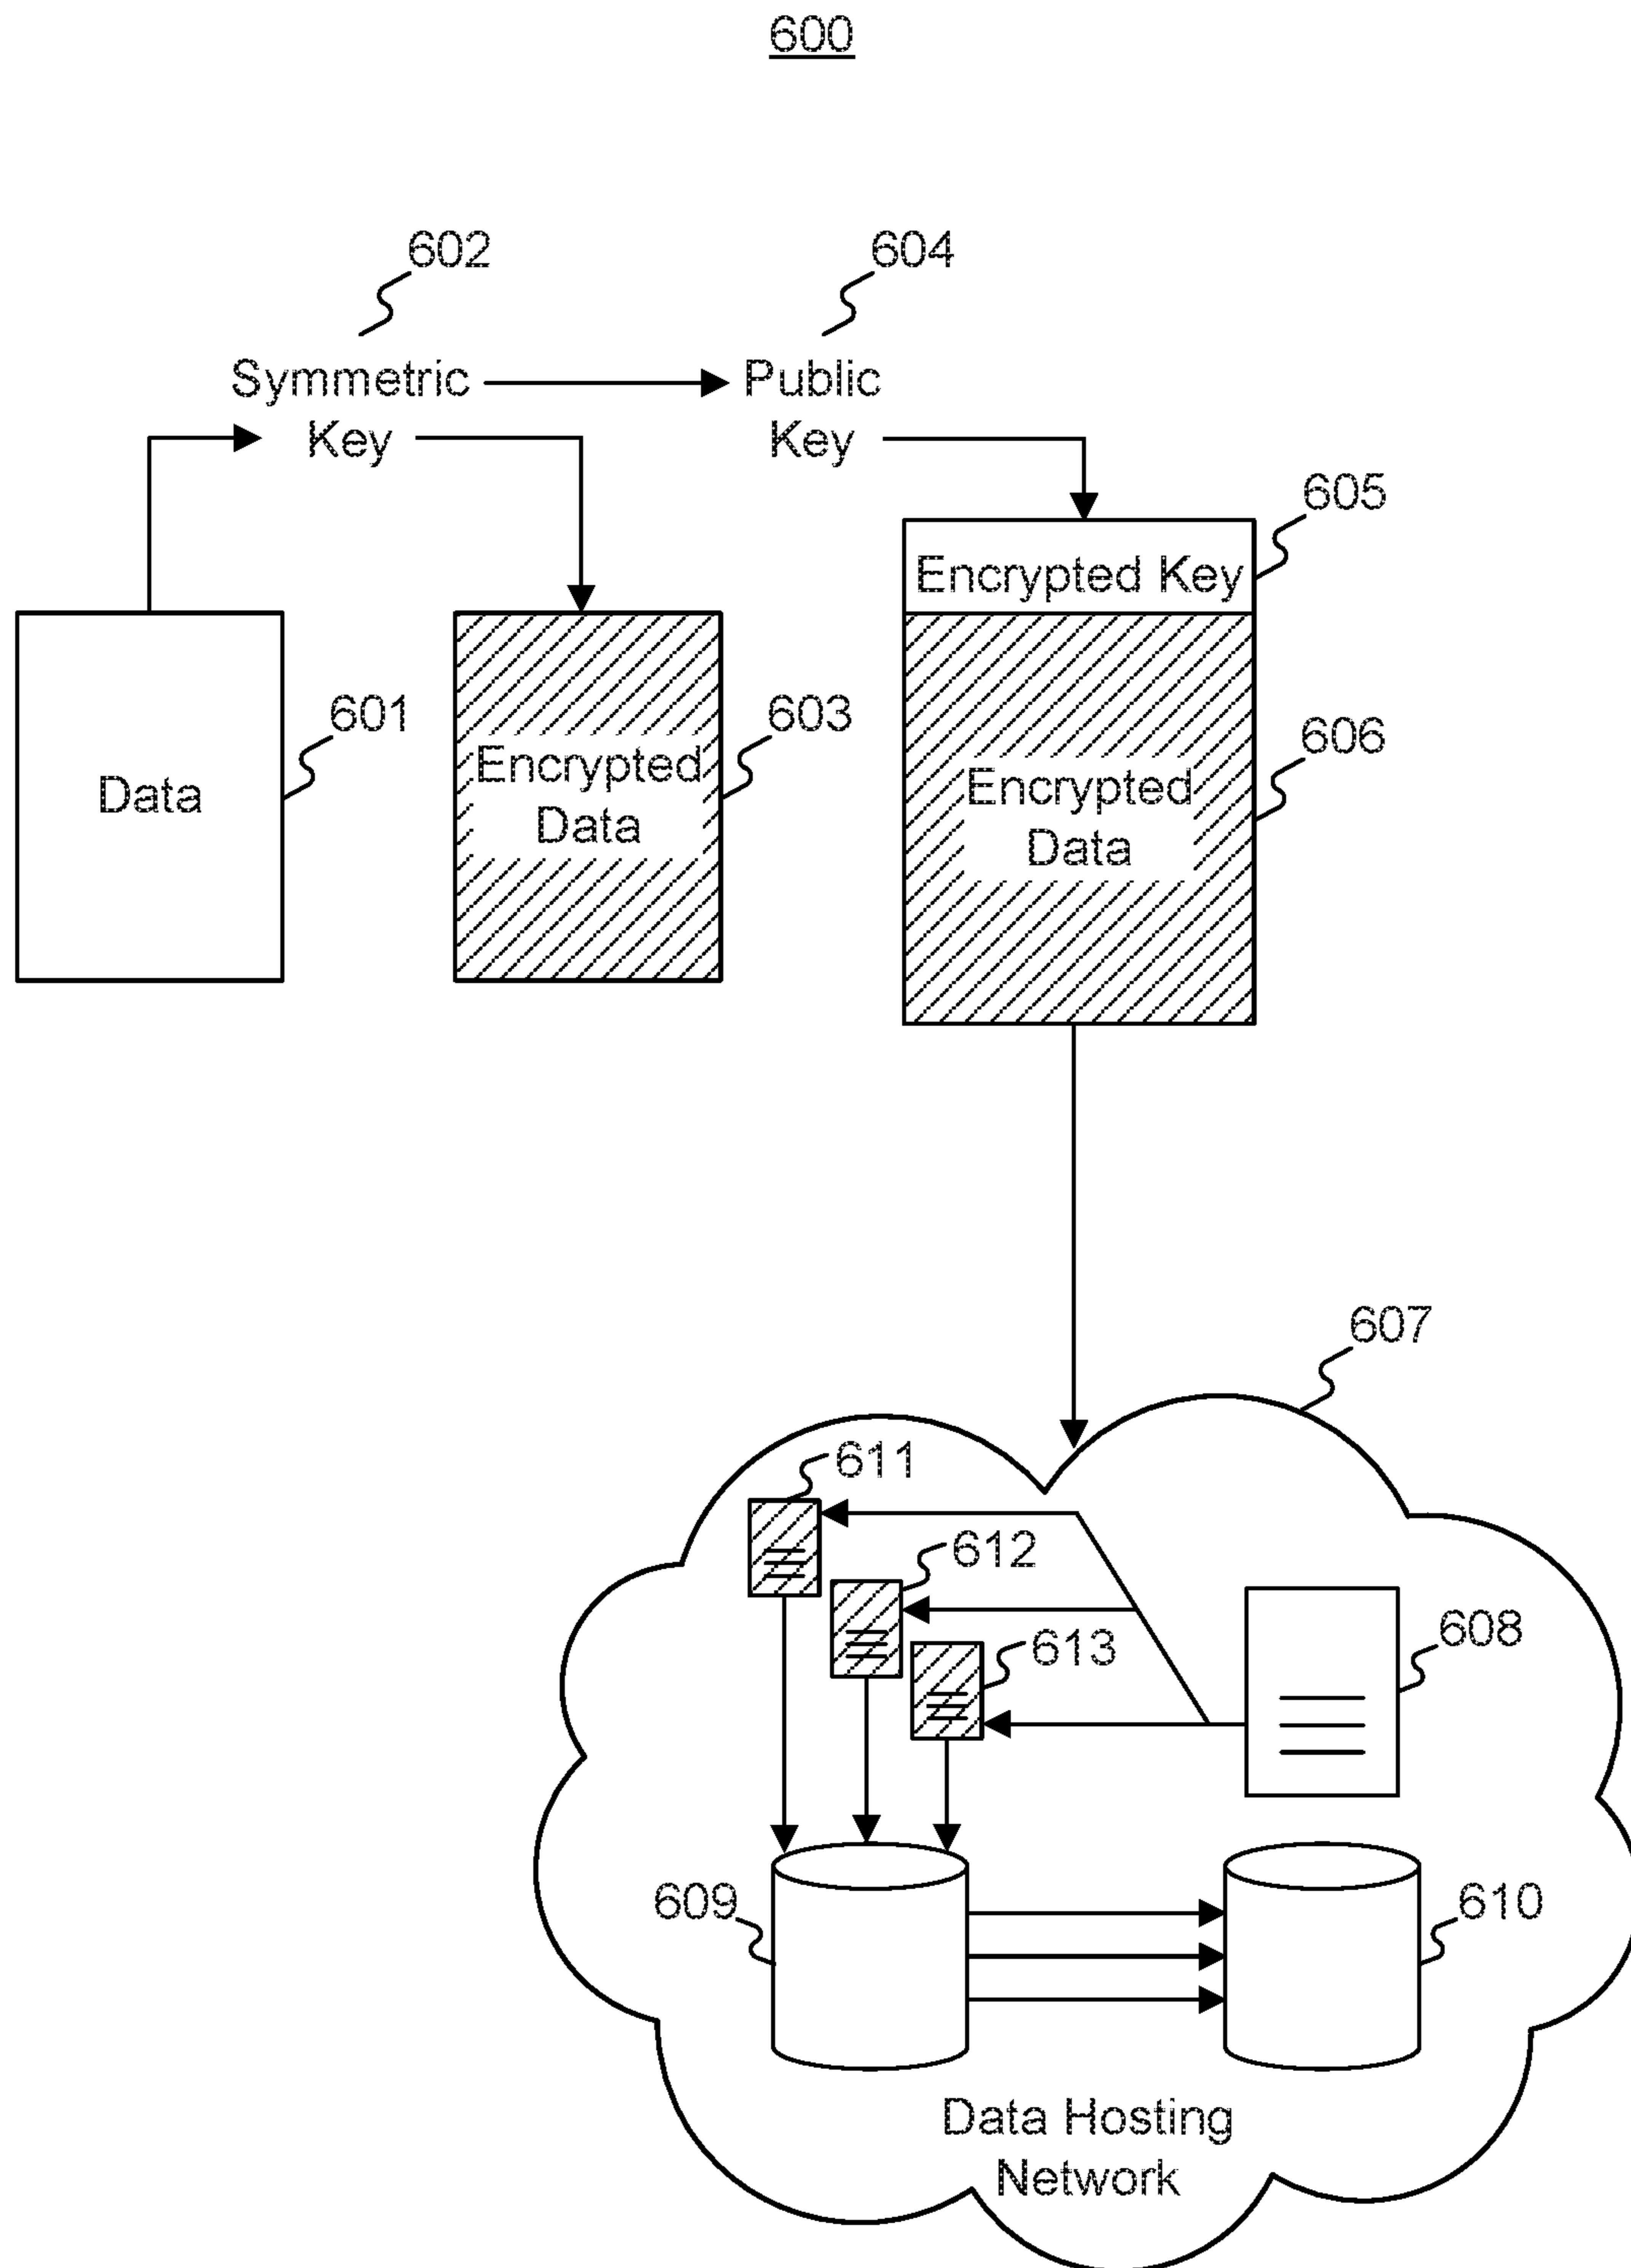 600
602
604
Symmetric
Key
Public
Key
605
Encrypted Key
601
603
606
Data
Encrypted
Data
Encrypted
Data
607
611
612
613
608
609
610
Data Hosting
Network